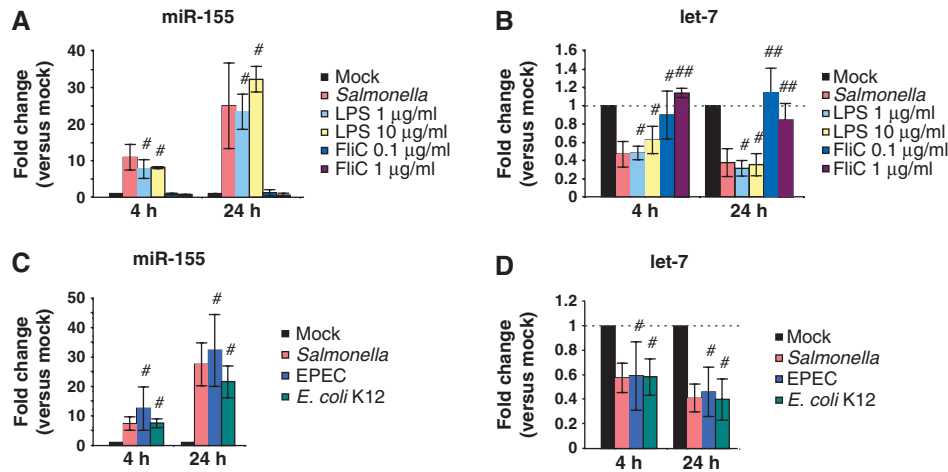 A
miR-155
Fold change
(versus mock)
40
30
20
10
0
# # # #
4 h
24 h
Mock
Salmonella
LPS 1 μg/ml
LPS 10 μg/ml
FliC 0.1 μg/ml
FliC 1 μg/ml
B
let-7
Fold change
(versus mock)
1.6
1.4
1.2
1
0.8
0.6
0.4
0.2
0
# # # ## # # ## ##
4 h
24 h
Mock
Salmonella
LPS 1 μg/ml
LPS 10 μg/ml
FliC 0.1 μg/ml
FliC 1 μg/ml
C
miR-155
Fold change
(versus mock)
50
40
30
20
10
0
# # # #
4 h
24 h
Mock
Salmonella
EPEC
E. coli K12
D
let-7
Fold change
(versus mock)
1.2
1
0.8
0.6
0.4
0.2
0
# # # #
4 h
24 h
Mock
Salmonella
EPEC
E. coli K12